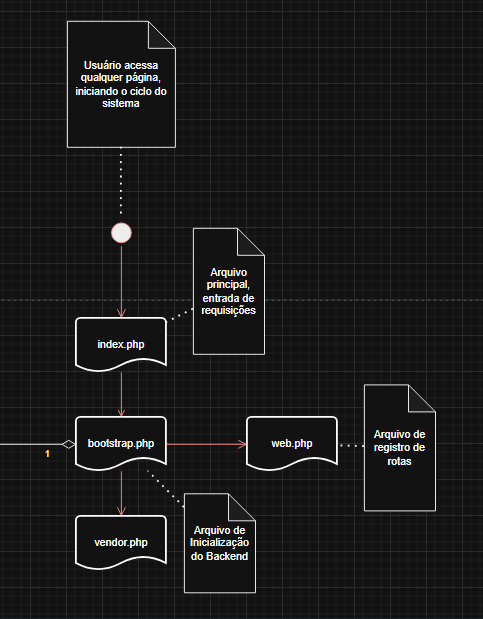 Usuário acessa
qualquer página,
iniciando o ciclo do
sistema
Arquivo
principal,
entrada de
requisições
index.php
bootstrap.php
web.php
Arquivo de
registro de
rotas
1
Arquivo de
Inicialização
do Backend
vendor.php